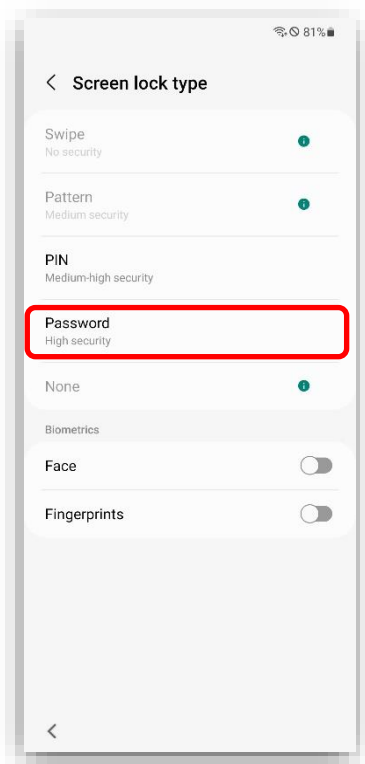 81%
Screen lock type
Swipe
No security
Pattern
Medium security
PIN
Medium-high security
Password
High security
None
Biometrics
Face
Fingerprints